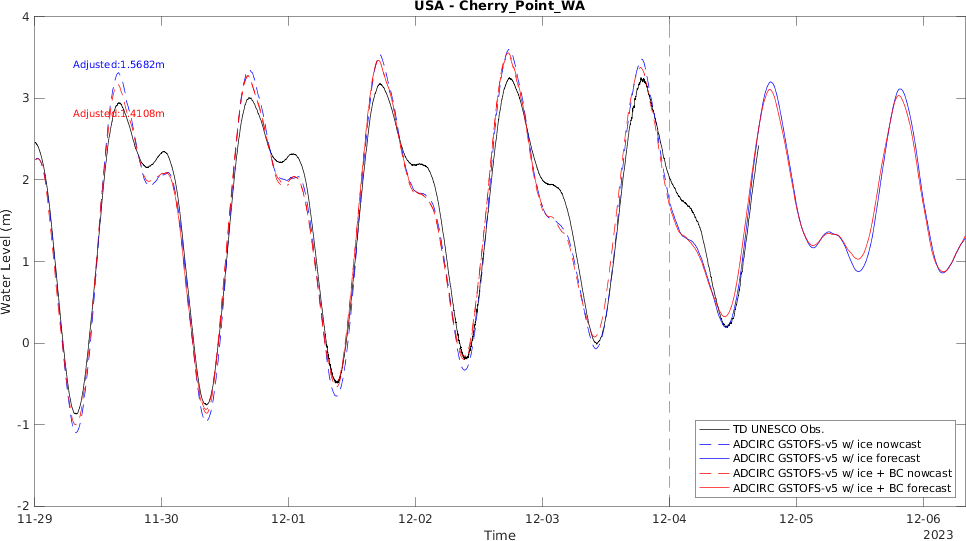 USA - Cherry_Point_WA
4
3
2
1
0
-1
-2
Water Level (m)
Adjusted:1.5682m
Adjusted:1.4108m
TD UNESCO Obs.
ADCIRC GSTOFS-v5 w/ ice nowcast
ADCIRC GSTOFS-v5 w/ ice forecast
ADCIRC GSTOFS-v5 w/ ice + BC nowcast
ADCIRC GSTOFS-v5 w/ ice + BC forecast
11-29 11-30 12-01 12-02 12-03 12-04 12-05 12-06
Time
2023